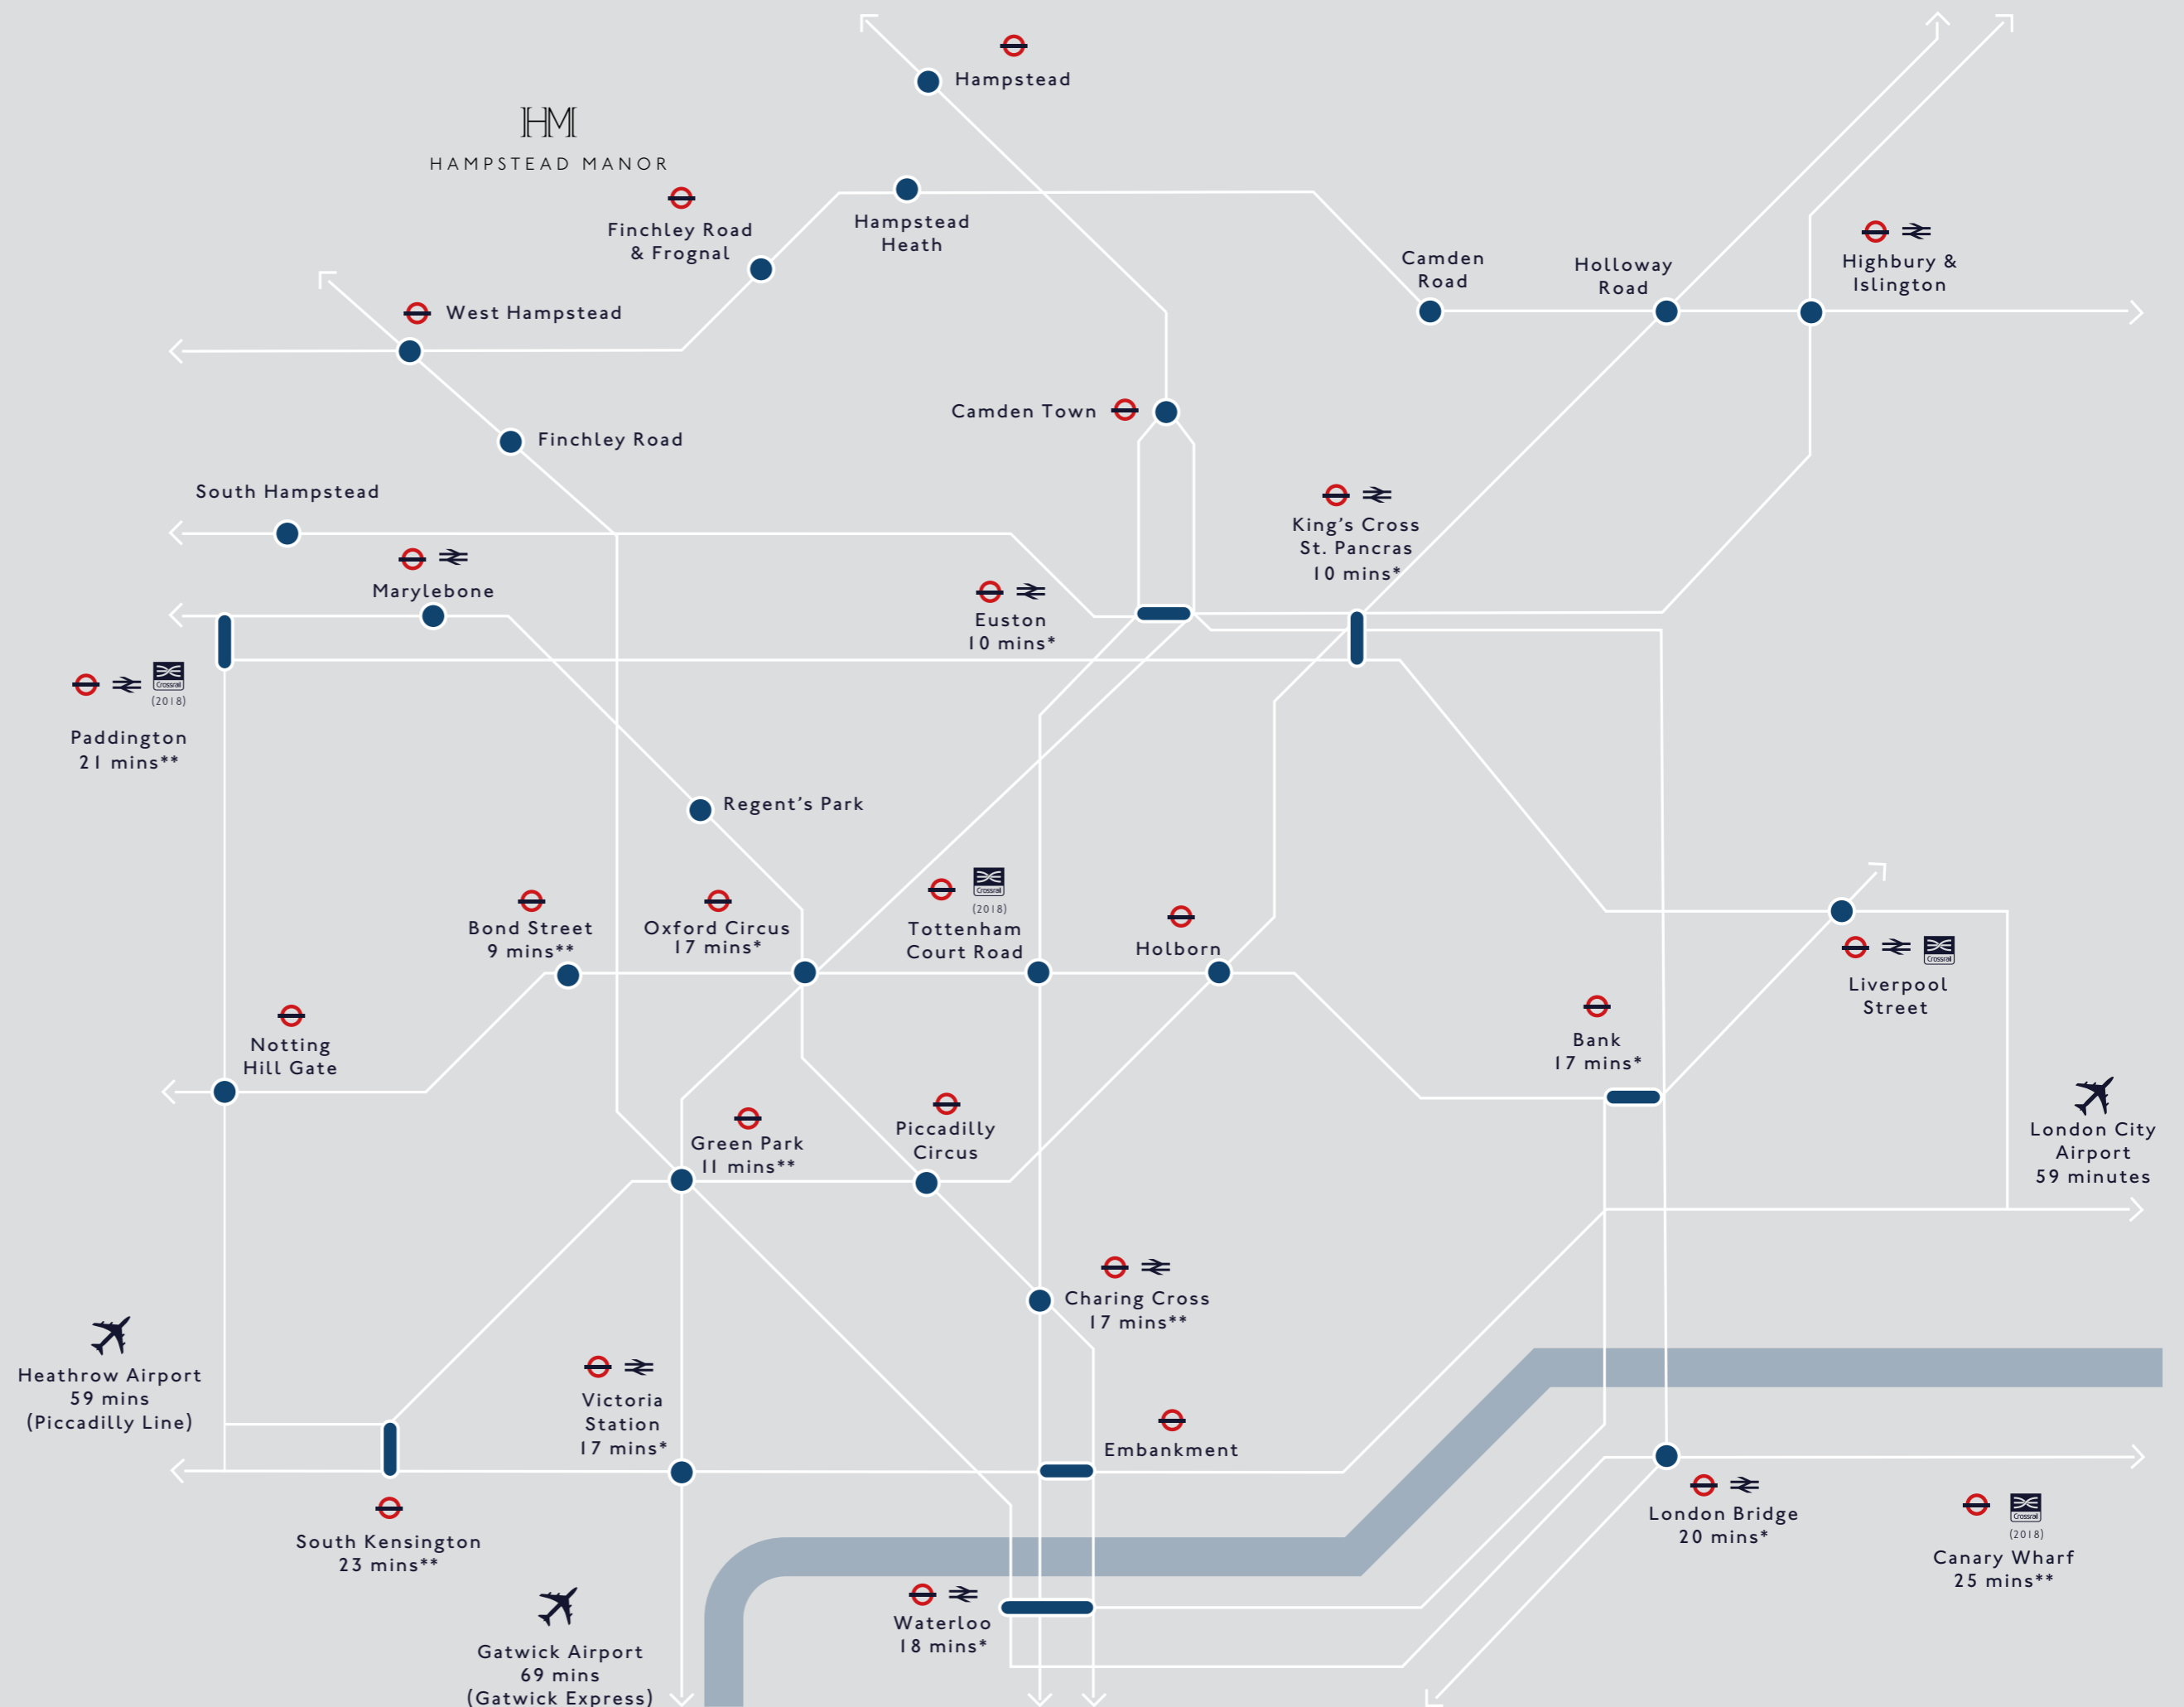 Hampstead
HM
HAMPSTEAD MANOR
Finchley Road
& Frognal
Hampstead
Heath
Camden
Road
Holloway
Road
Highbury &
Islington
West Hampstead
Camden Town
Finchley Road
South Hampstead
King's Cross
St. Pancras
10 mins*
Marylebone
Euston
10 mins*
Crossrail
(2018)
Paddington
21 mins**
Regent's Park
Bond Street
9 mins**
Oxford Circus
17 mins*
Crossrail
(2018)
Tottenham
Court Road
Holborn
Crossrail
Liverpool
Street
Notting
Hill Gate
Bank
17 mins*
Green Park
11 mins**
Piccadilly
Circus
London City
Airport
59 minutes
Charing Cross
17 mins**
Heathrow Airport
59 mins
(Piccadilly Line)
Victoria
Station
17 mins*
Embankment
South Kensington
23 mins**
London Bridge
20 mins*
Crossrail
(2018)
Canary Wharf
25 mins**
Waterloo
18 mins*
Gatwick Airport
69 mins
(Gatwick Express)